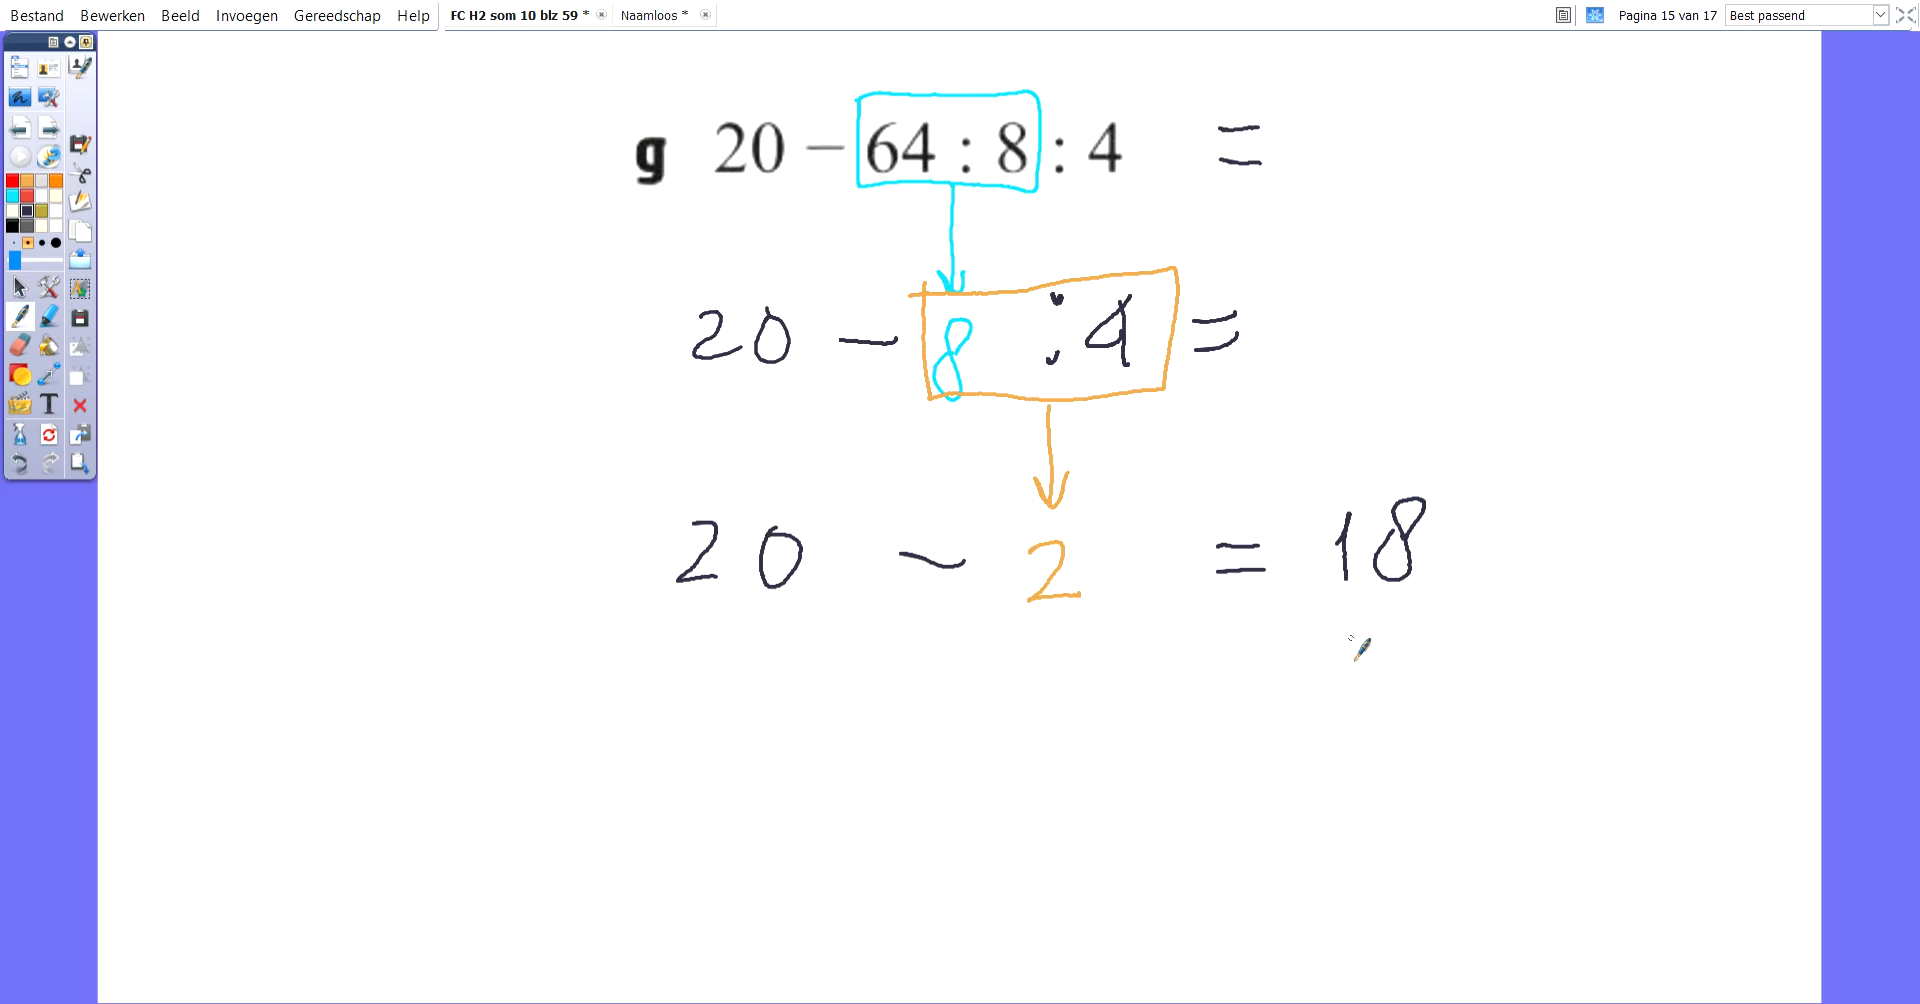 Bestand Bewerken Beeld Invoegen Gereedschap Help FC H2 som 10 blz 59 * Naamloos * Pagina 15 van 17 Best passend
g 20 − 64 : 8 : 4 =
20 − 8 : 4 =
20 − 2 = 18